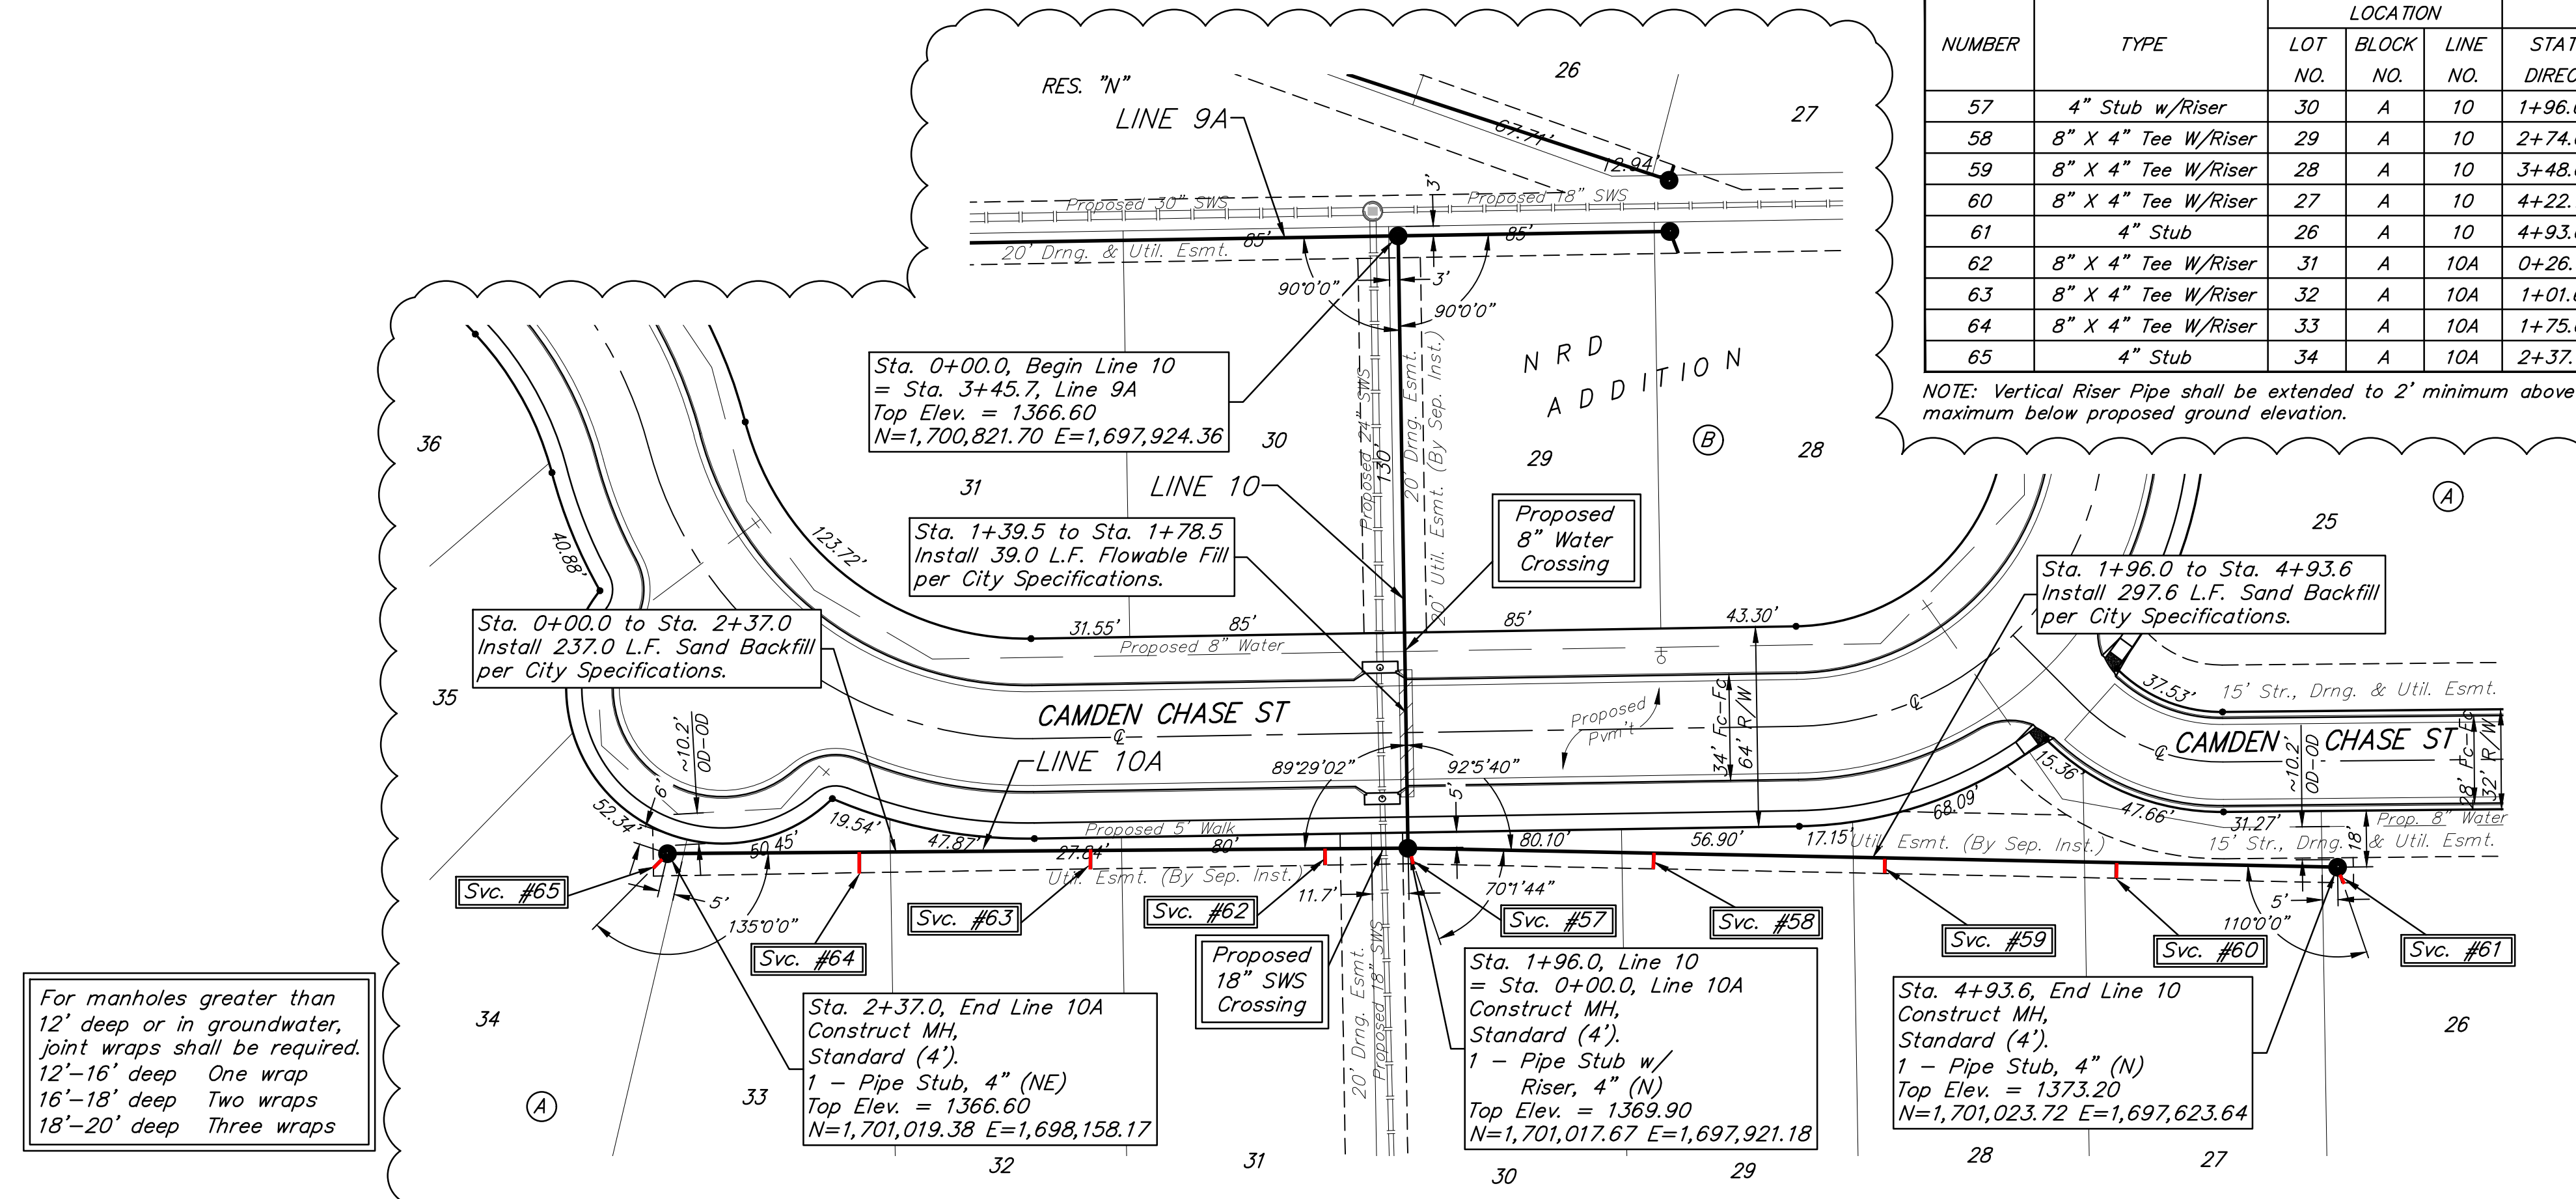 RES. "N"
26
27
LINE 9A
67.71'
12.94'
3'
Proposed 30" SWS
Proposed 18" SWS
85'
85'
20' Drng. & Util. Esmt.
3'
90°0'0"
90°0'0"
Sta. 0+00.0, Begin Line 10
= Sta. 3+45.7, Line 9A
Top Elev. = 1366.60
N=1,700,821.70 E=1,697,924.36
N R D
A D D I T I O N
B
Proposed 24" SWS
130'
20' Drng. Esmt.
20' Util. Esmt. (By Sep. Inst.)
36
31
30
29
28
LINE 10
Sta. 1+39.5 to Sta. 1+78.5
Install 39.0 L.F. Flowable Fill
per City Specifications.
Proposed
8" Water
Crossing
A
25
Sta. 1+96.0 to Sta. 4+93.6
Install 297.6 L.F. Sand Backfill
per City Specifications.
40.88'
123.72'
Sta. 0+00.0 to Sta. 2+37.0
Install 237.0 L.F. Sand Backfill
per City Specifications.
31.55'
85'
85'
43.30'
Proposed 8" Water
35
37.53'
15' Str., Drng. & Util. Esmt.
CAMDEN CHASE ST
Proposed
Pvm't
34' Fc-Fc
64' R/W
CAMDEN CHASE ST
28' Fc-Fc
32' R/W
~10.2'
OD-OD
~10.2'
OD-OD
LINE 10A
89°29'02"
92°5'40"
15.36'
6'
5'
52.34'
19.54'
50.45'
47.87'
Proposed 5' Walk
27.84'
80'
80.10'
56.90'
17.15'
68.09'
47.66'
31.27'
Prop. 8" Water
Util. Esmt. (By Sep. Inst.)
15' Str., Drng. & Util. Esmt.
18'
Util. Esmt. (By Sep. Inst.)
Svc. #65
5'
135°0'0"
Svc. #64
Svc. #63
Svc. #62
11.7'
Svc. #57
70°1'44"
Svc. #58
Svc. #59
Svc. #60
5'
110°0'0"
Svc. #61
20' Drng. Esmt.
Proposed 18" SWS
Proposed
18" SWS
Crossing
For manholes greater than
12' deep or in groundwater,
joint wraps shall be required.
12'-16' deep One wrap
16'-18' deep Two wraps
18'-20' deep Three wraps
34
A
33
Sta. 2+37.0, End Line 10A
Construct MH,
Standard (4').
1 - Pipe Stub, 4" (NE)
Top Elev. = 1366.60
N=1,701,019.38 E=1,698,158.17
Sta. 1+96.0, Line 10
= Sta. 0+00.0, Line 10A
Construct MH,
Standard (4').
1 - Pipe Stub w/
Riser, 4" (N)
Top Elev. = 1369.90
N=1,701,017.67 E=1,697,921.18
Sta. 4+93.6, End Line 10
Construct MH,
Standard (4').
1 - Pipe Stub, 4" (N)
Top Elev. = 1373.20
N=1,701,023.72 E=1,697,623.64
26
32
31
30
29
28
27
LOCATION
NUMBER TYPE LOT NO. BLOCK NO. LINE NO.
57 4" Stub w/Riser 30 A 10 1+96.
58 8" X 4" Tee W/Riser 29 A 10 2+74.
59 8" X 4" Tee W/Riser 28 A 10 3+48.
60 8" X 4" Tee W/Riser 27 A 10 4+22.
61 4" Stub 26 A 10 4+93.
62 8" X 4" Tee W/Riser 31 A 10A 0+26.
63 8" X 4" Tee W/Riser 32 A 10A 1+01.
64 8" X 4" Tee W/Riser 33 A 10A 1+75.
65 4" Stub 34 A 10A 2+37.
NOTE: Vertical Riser Pipe shall be extended to 2' minimum above
maximum below proposed ground elevation.